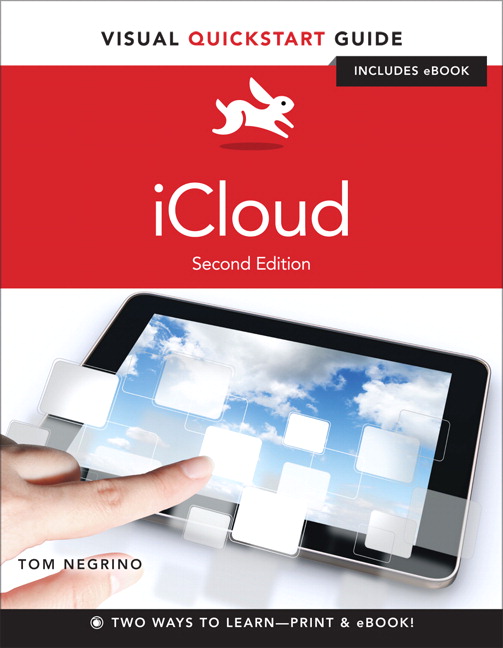 VISUAL QUICKSTART GUIDE
INCLUDES eBOOK
iCloud
Second Edition
TOM NEGRINO
TWO WAYS TO LEARN—PRINT & eBOOK!